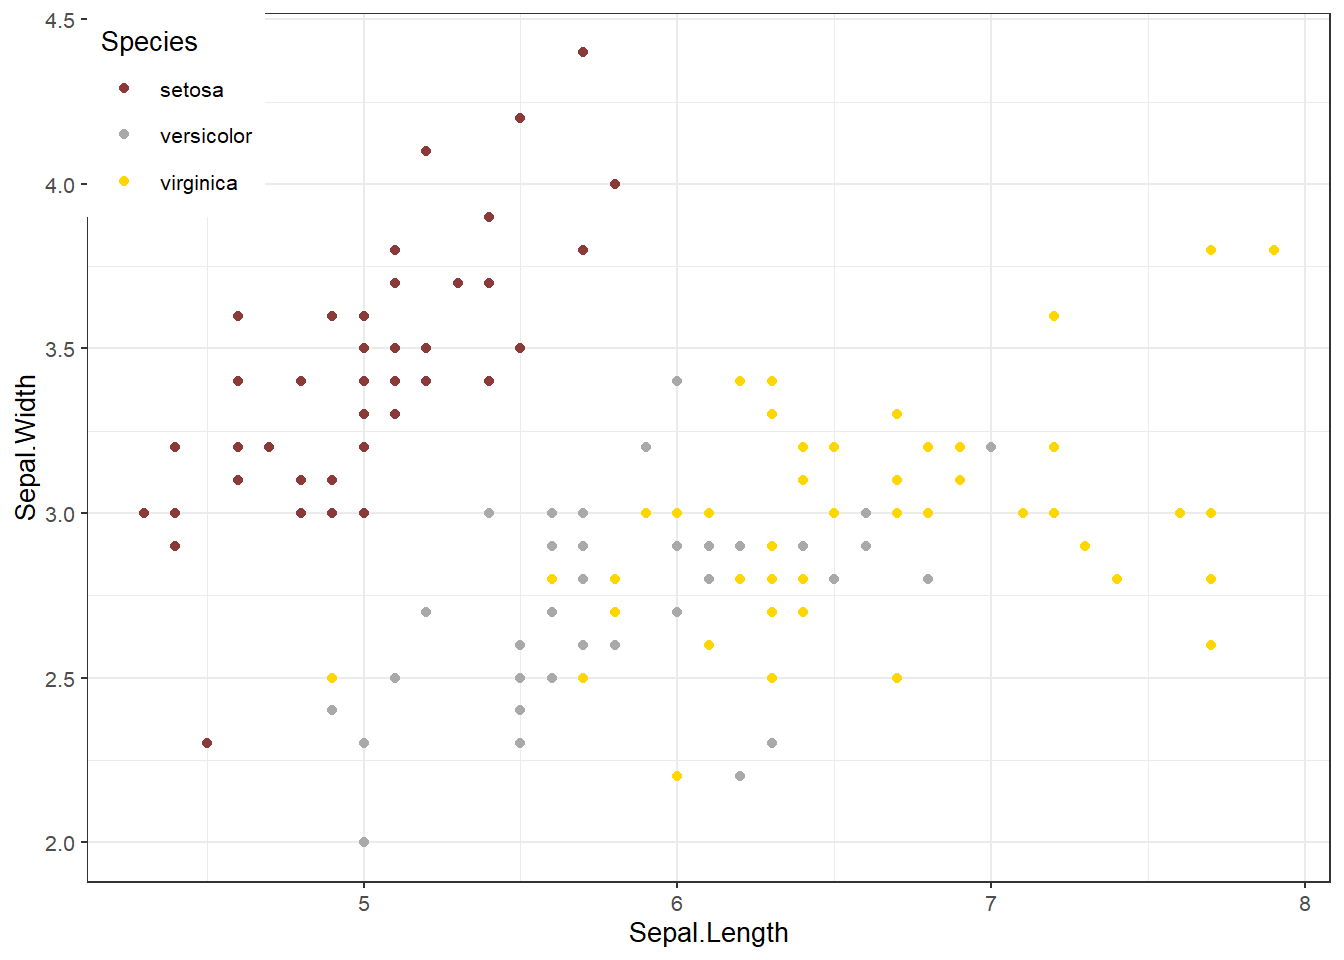 Species
setosa
versicolor
virginica
4.5
4.0
3.5
3.0
2.5
2.0
Sepal.Width
5 6 7 8
Sepal.Length